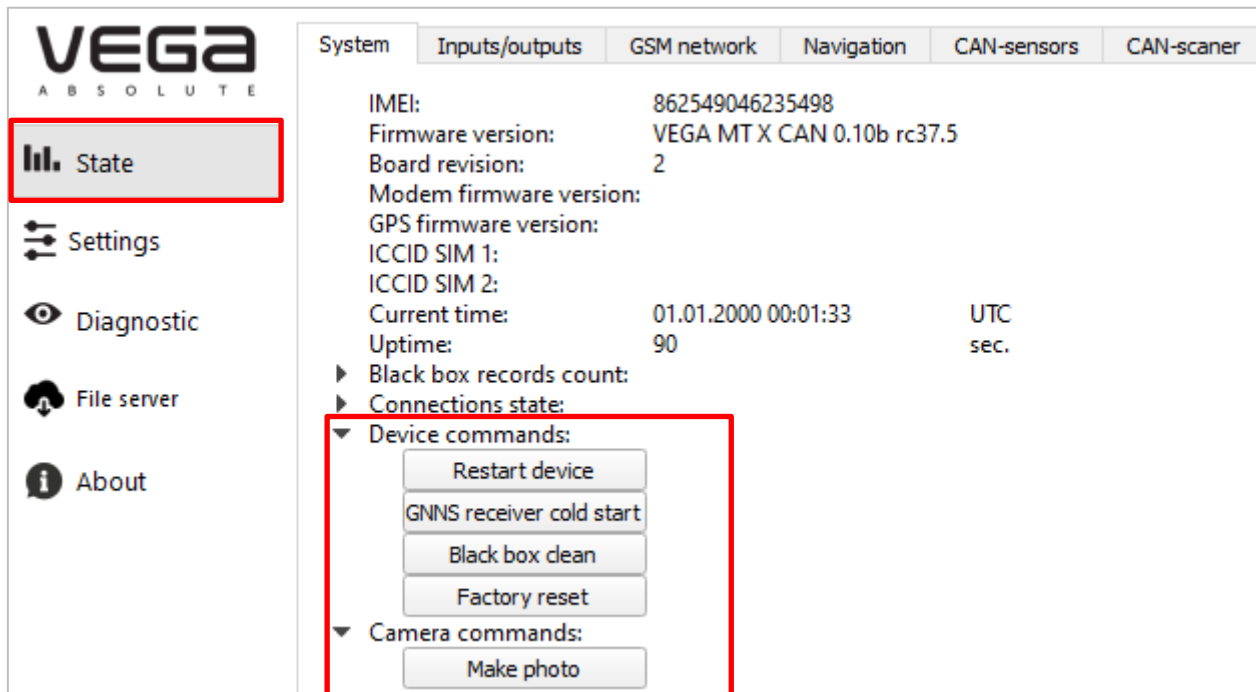 VEGA
ABSOLUTE
System Inputs/outputs GSM network Navigation CAN-sensors CAN-scaner
State
Settings
Diagnostic
File server
About
IMEI: 862549046235498
Firmware version: VEGA MT X CAN 0.10b rc37.5
Board revision: 2
Modem firmware version:
GPS firmware version:
ICCID SIM 1:
ICCID SIM 2:
Current time: 01.01.2000 00:01:33 UTC
Uptime: 90 sec.
Black box records count:
Connections state:
Device commands:
Restart device
GNNS receiver cold start
Black box clean
Factory reset
Camera commands:
Make photo